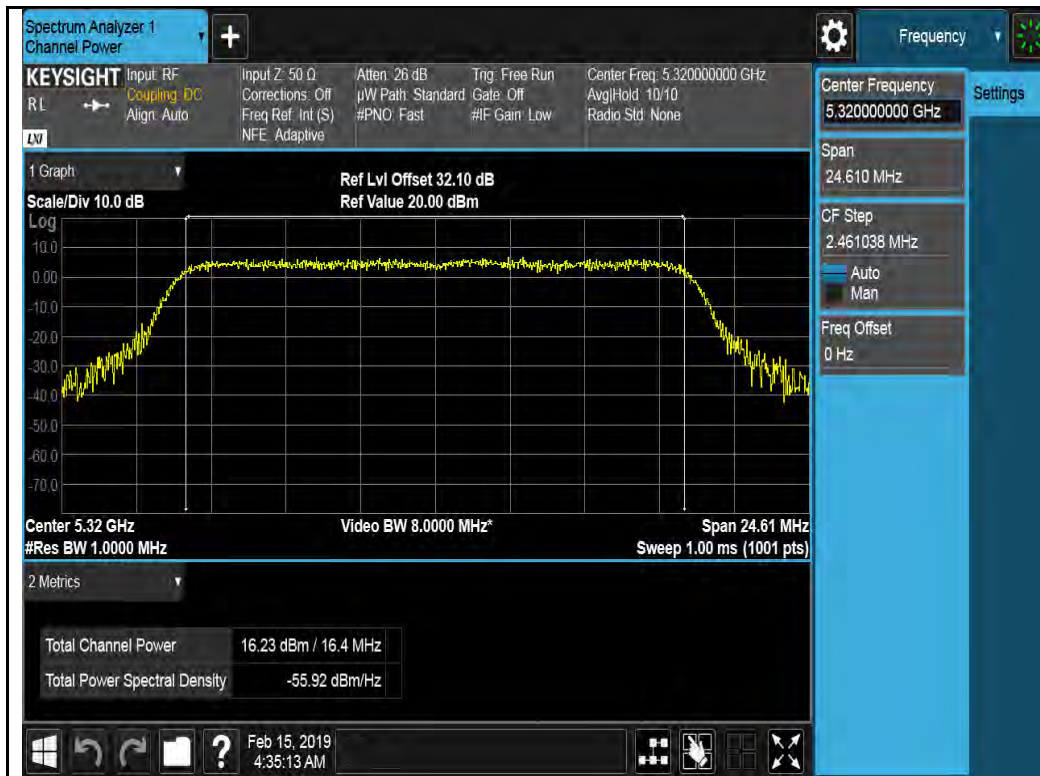 Spectrum Analyzer 1
Channel Power
+
Frequency
KEYSIGHT
RL
LXI
Input: RF
Coupling: DC
Align: Auto
Input Z: 50 Ω
Corrections: Off
Freq Ref: Int (S)
NFE: Adaptive
Atten: 26 dB
µW Path: Standard
#PNO: Fast
Trig: Free Run
Gate: Off
#IF Gain: Low
Center Freq: 5.320000000 GHz
Avg|Hold: 10/10
Radio Std: None
Center Frequency
5.320000000 GHz
Settings
Span
24.610 MHz
CF Step
2.461038 MHz
Auto
Man
Freq Offset
0 Hz
1 Graph
Scale/Div 10.0 dB
Ref Lvl Offset 32.10 dB
Ref Value 20.00 dBm
Log
10.0
0.00
-10.0
-20.0
-30.0
-40.0
-50.0
-60.0
-70.0
Center 5.32 GHz
Video BW 8.0000 MHz*
Span 24.61 MHz
#Res BW 1.0000 MHz
Sweep 1.00 ms (1001 pts)
2 Metrics
Total Channel Power 16.23 dBm / 16.4 MHz
Total Power Spectral Density -55.92 dBm/Hz
?
Feb 15, 2019
4:35:13 AM